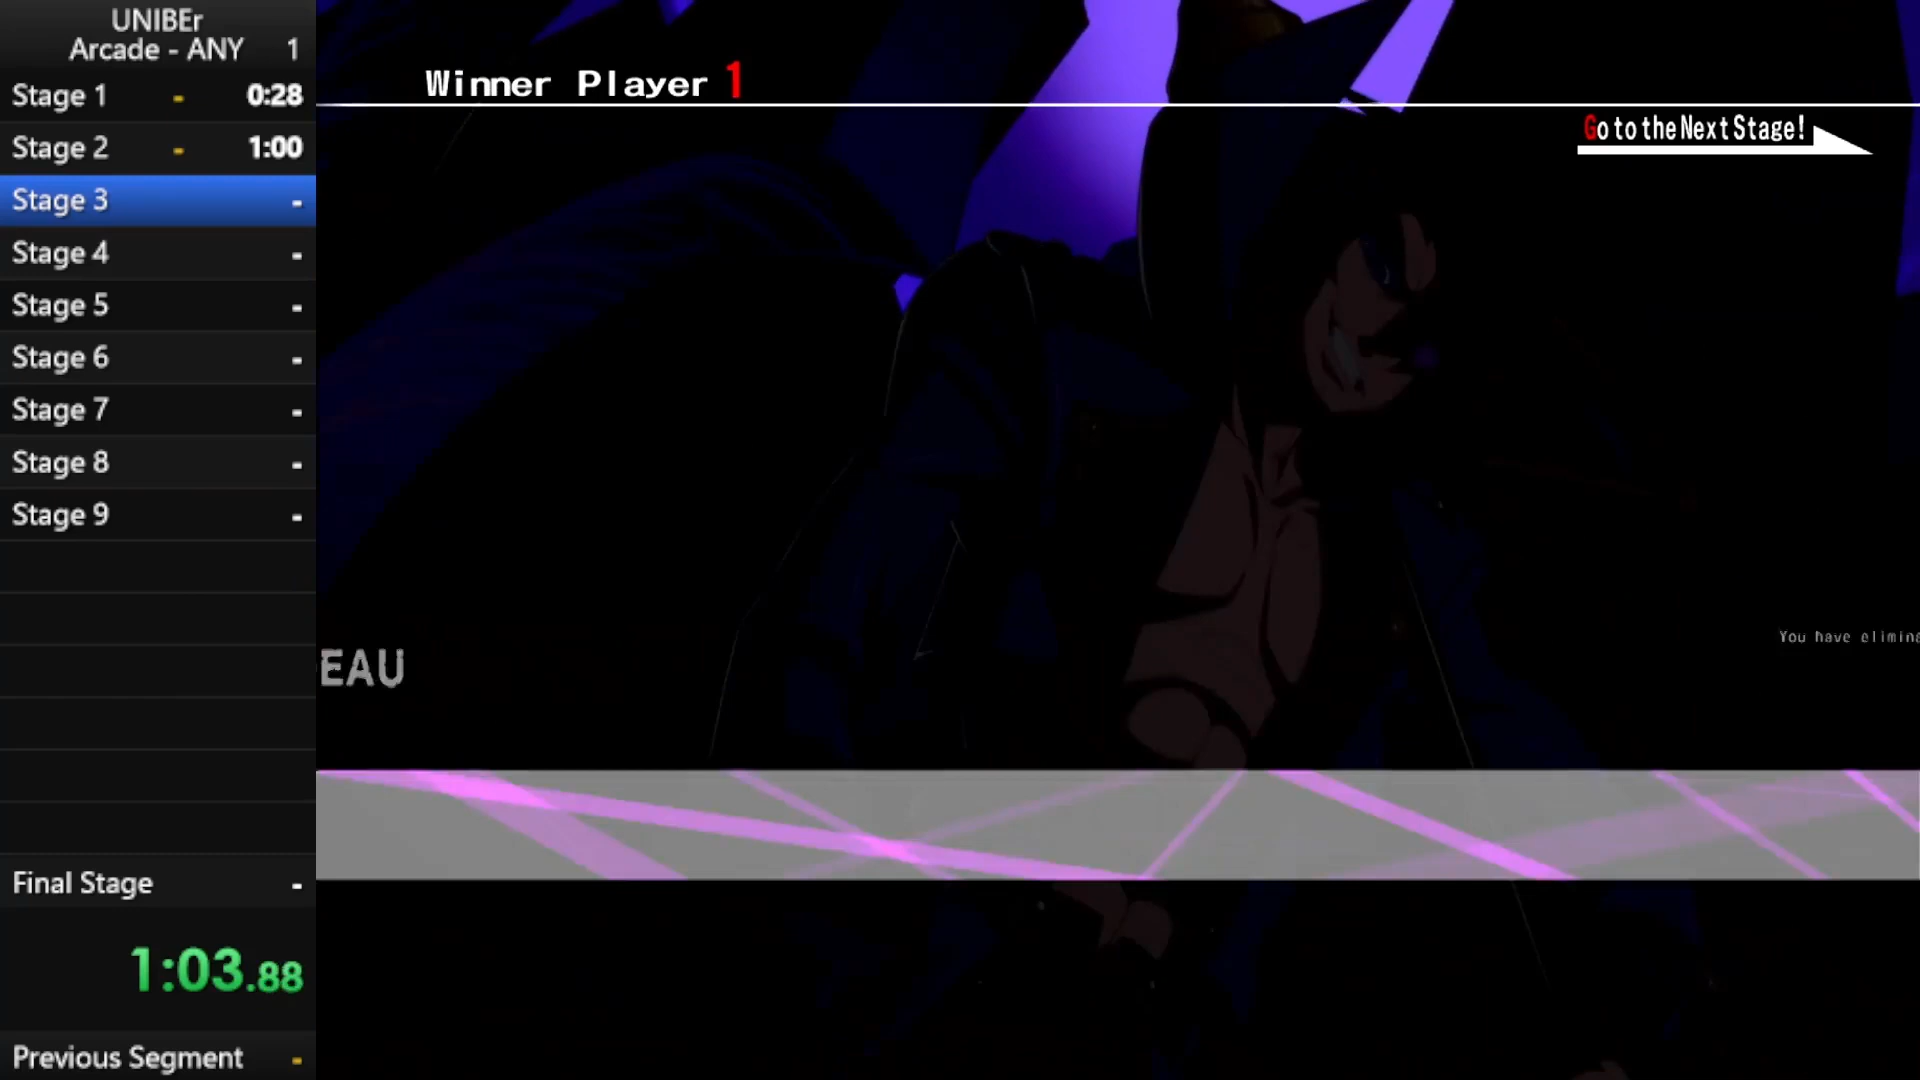 UNIBEr
Arcade - ANY 1
Stage 1 - 0:28
Stage 2 - 1:00
Stage 3 -
Stage 4 -
Stage 5 -
Stage 6 -
Stage 7 -
Stage 8 -
Stage 9 -
Final Stage -
1:03.88
Previous Segment -
Winner Player 1
Go to the Next Stage!
EAU
You have elimina